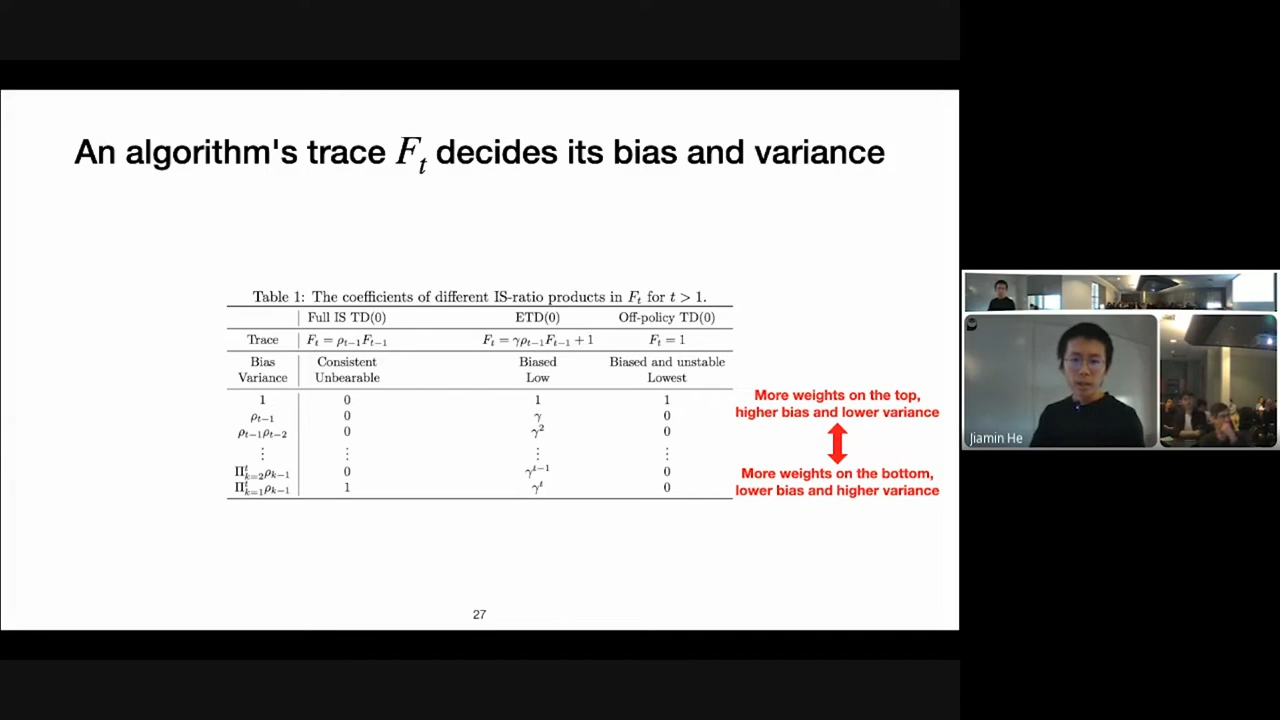 An algorithm's trace F_t decides its bias and variance
Table 1: The coefficients of different IS-ratio products in F_t for t > 1.
Full IS TD(0) ETD(0) Off-policy TD(0)
Trace F_t = ρ_{t−1}F_{t−1} F_t = γρ_{t−1}F_{t−1} + 1 F_t = 1
Bias Consistent Biased Biased and unstable
Variance Unbearable Low Lowest
1 0 1 1
ρ_{t−1} 0 γ 0
ρ_{t−1}ρ_{t−2} 0 γ^2 0
⋮ ⋮ ⋮ ⋮
Π_{k=2}^t ρ_{k−1} 0 γ^{t−1} 0
Π_{k=1}^t ρ_{k−1} 1 γ^t 0
More weights on the top,
higher bias and lower variance
More weights on the bottom,
lower bias and higher variance
27
Jiamin He